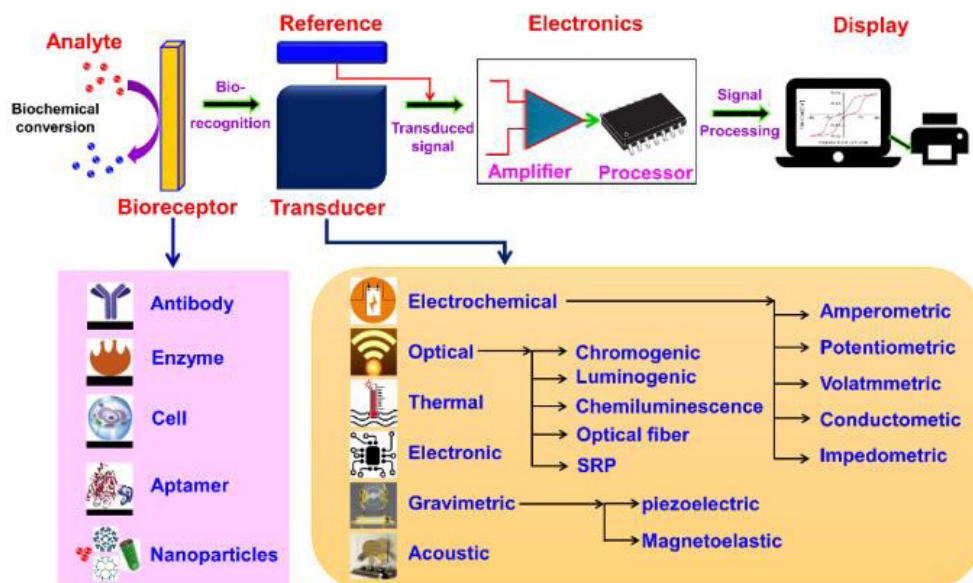 Analyte
Biochemical
conversion
Bioreceptor
Bio-
recognition
Reference
Transducer
Transduced
signal
Electronics
Amplifier
Processor
Signal
Processing
Display
Antibody
Enzyme
Cell
Aptamer
Nanoparticles
Electrochemical
Optical
Thermal
Electronic
Gravimetric
Acoustic
Chromogenic
Luminogenic
Chemiluminescence
Optical fiber
SRP
piezoelectric
Magnetoelastic
Amperometric
Potentiometric
Volatmmetric
Conductometic
Impedometric